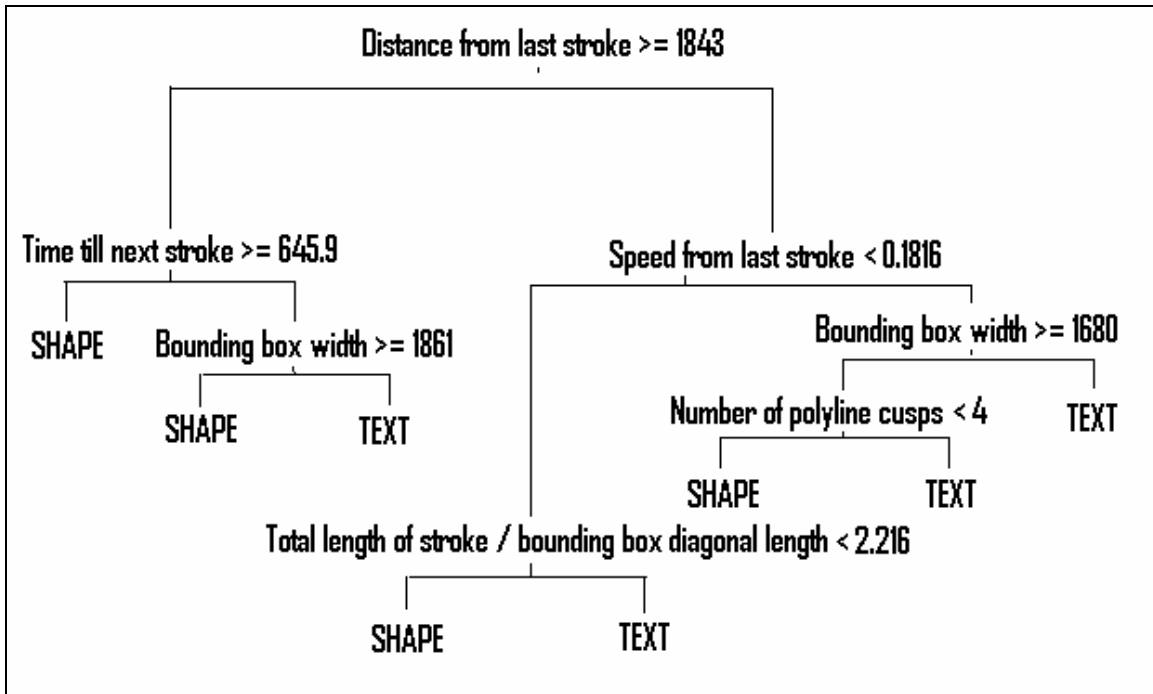 Distance from last stroke >= 1843
Time till next stroke >= 645.9
Speed from last stroke < 0.1816
SHAPE
Bounding box width >= 1861
Bounding box width >= 1680
SHAPE
TEXT
Number of polyline cusps < 4
TEXT
SHAPE
TEXT
Total length of stroke / bounding box diagonal length < 2.216
SHAPE
TEXT